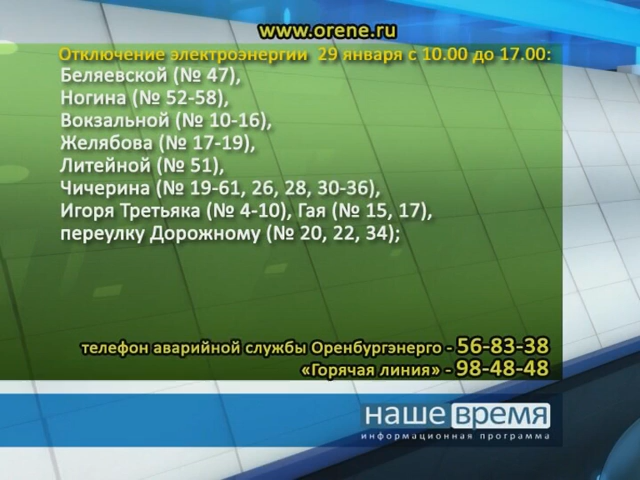 www.orene.ru
Отключение электроэнергии 29 января с 10.00 до 17.00:
Беляевской (№ 47),
Ногина (№ 52-58),
Вокзальной (№ 10-16),
Желябова (№ 17-19),
Литейной (№ 51),
Чичерина (№ 19-61, 26, 28, 30-36),
Игоря Третьяка (№ 4-10), Гая (№ 15, 17),
переулку Дорожному (№ 20, 22, 34);
телефон аварийной службы Оренбургэнерго - 56-83-38
«Горячая линия» - 98-48-48
наше время
информационная программа